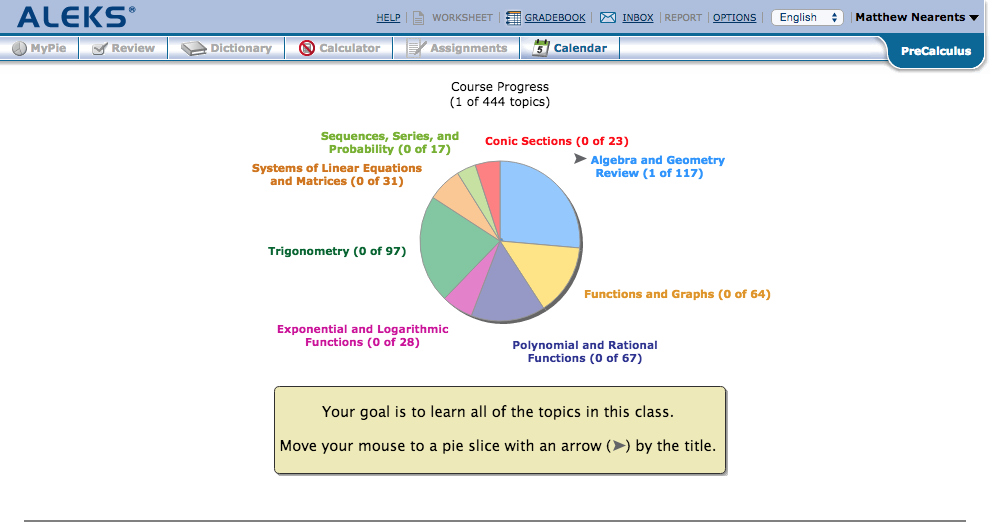 ALEKS®
HELP | WORKSHEET | GRADEBOOK | INBOX | REPORT | OPTIONS | English | Matthew Nearents
MyPie Review Dictionary Calculator Assignments 5 Calendar PreCalculus
Course Progress
(1 of 444 topics)
Sequences, Series, and
Probability (0 of 17)
Conic Sections (0 of 23)
Algebra and Geometry
Review (1 of 117)
Systems of Linear Equations
and Matrices (0 of 31)
Trigonometry (0 of 97)
Functions and Graphs (0 of 64)
Exponential and Logarithmic
Functions (0 of 28)
Polynomial and Rational
Functions (0 of 67)
Your goal is to learn all of the topics in this class.
Move your mouse to a pie slice with an arrow (➤) by the title.